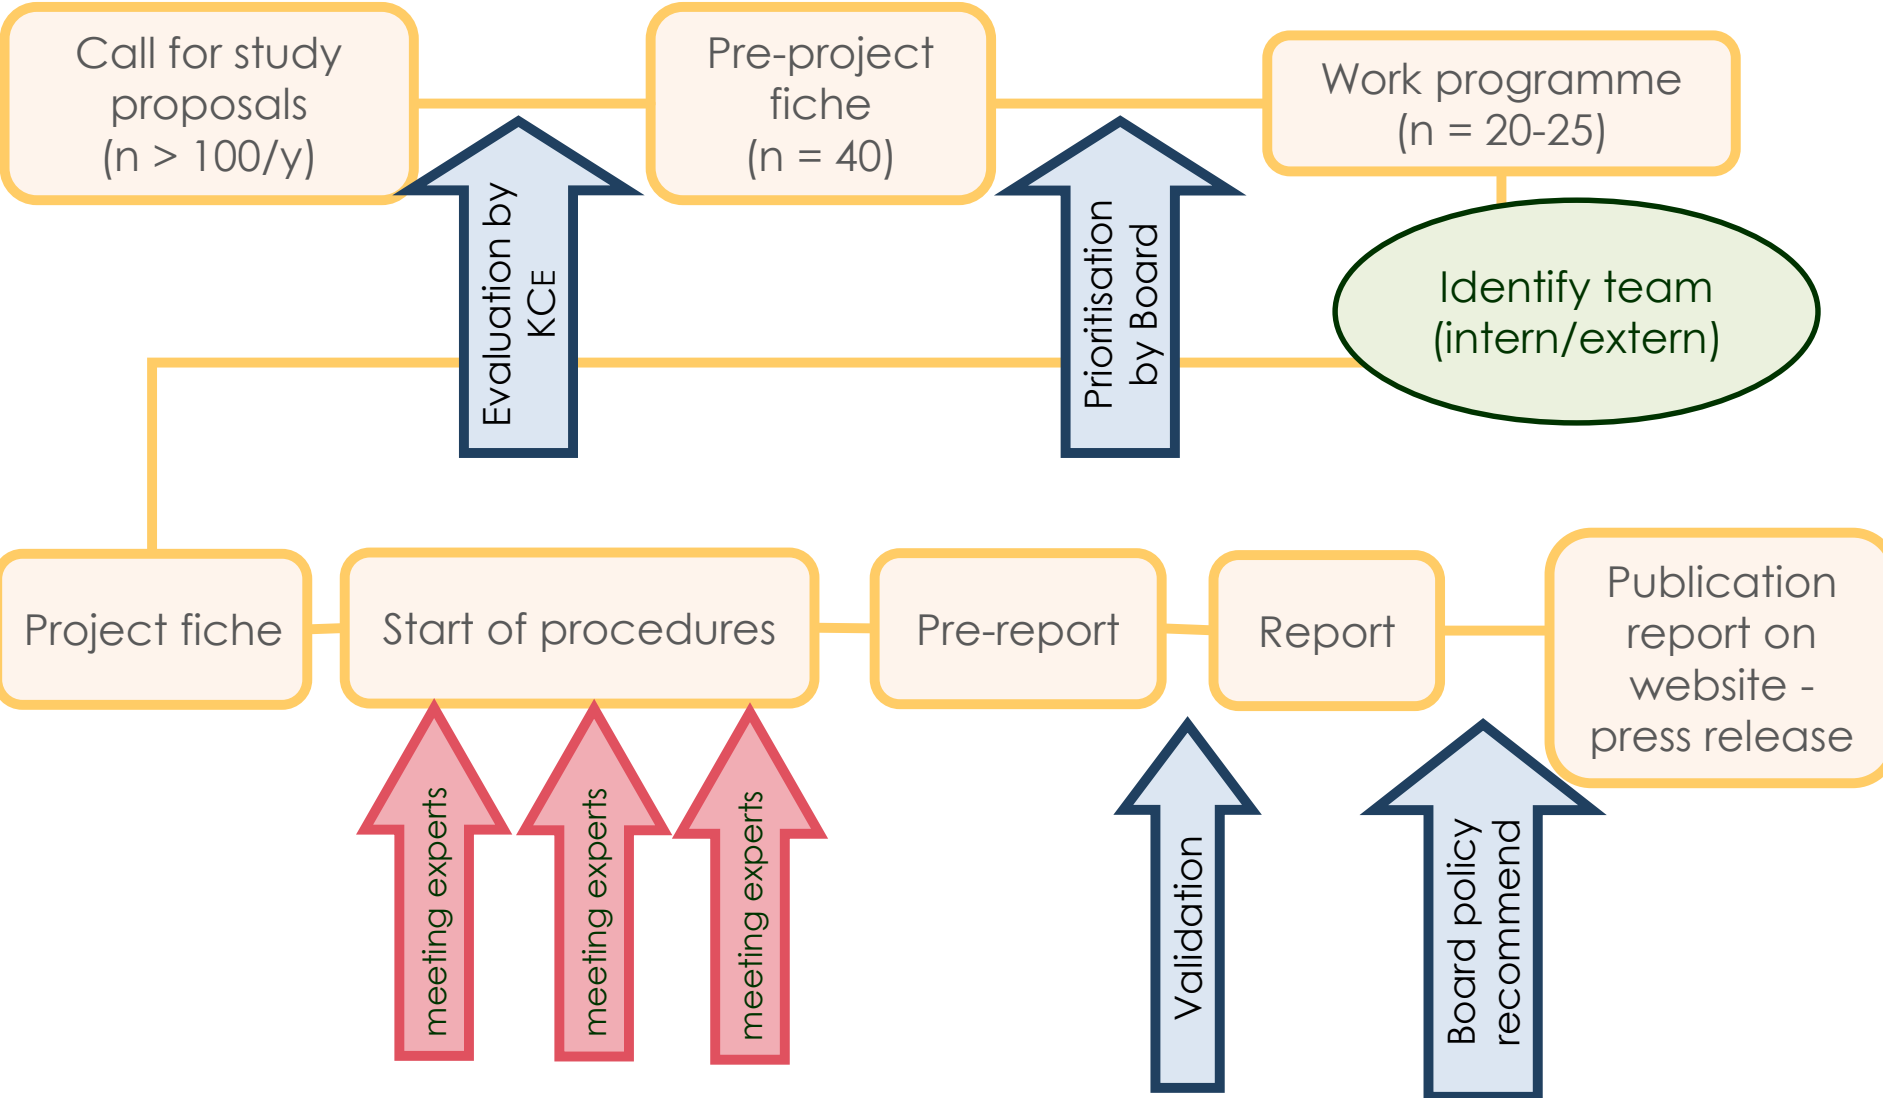 Call for study
proposals
(n > 100/y)
Pre-project
fiche
(n = 40)
Work programme
(n = 20-25)
Evaluation by
KCE
Prioritisation
by Board
Identify team
(intern/extern)
Project fiche
Start of procedures
Pre-report
Report
Publication
report on
website -
press release
meeting experts
meeting experts
meeting experts
Validation
Board policy
recommend